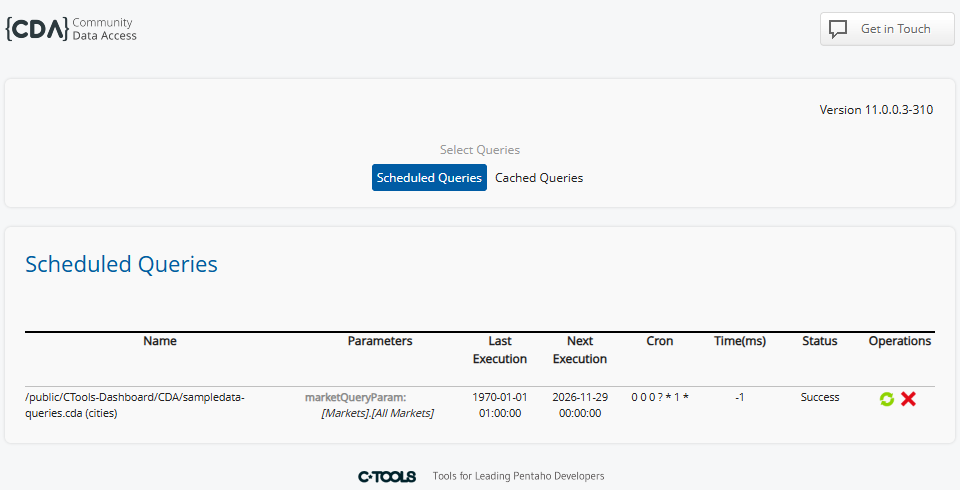 {CDA} Community Data Access
Get in Touch
Version 11.0.0.3-310
Select Queries
Scheduled Queries Cached Queries
Scheduled Queries
Name Parameters Last Execution Next Execution Cron Time(ms) Status Operations
/public/CTools-Dashboard/CDA/sampledata- marketQueryParam: 1970-01-01 2026-11-29 0 0 0 ? * 1 * -1 Success
queries.cda (cities) [Markets].[All Markets] 01:00:00 00:00:00
C-TOOLS Tools for Leading Pentaho Developers